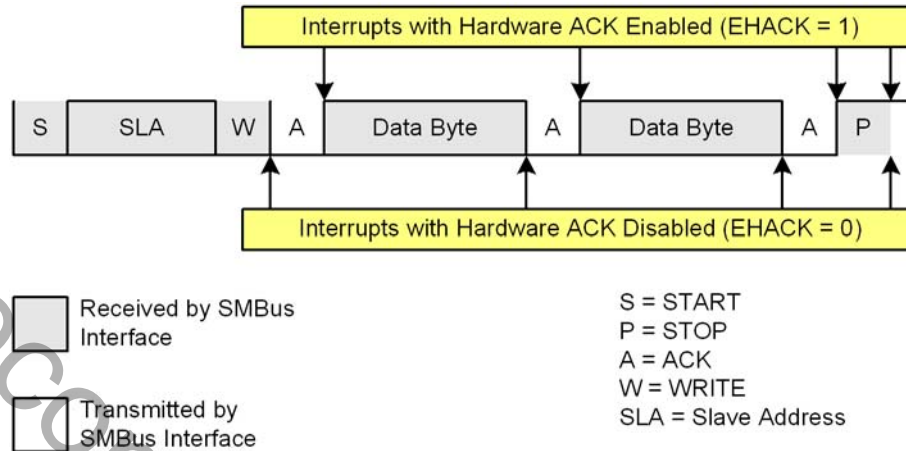 Interrupts with Hardware ACK Enabled (EHACK = 1)
S SLA W A Data Byte A Data Byte A P
Interrupts with Hardware ACK Disabled (EHACK = 0)
Received by SMBus
Interface
Transmitted by
SMBus Interface
S = START
P = STOP
A = ACK
W = WRITE
SLA = Slave Address